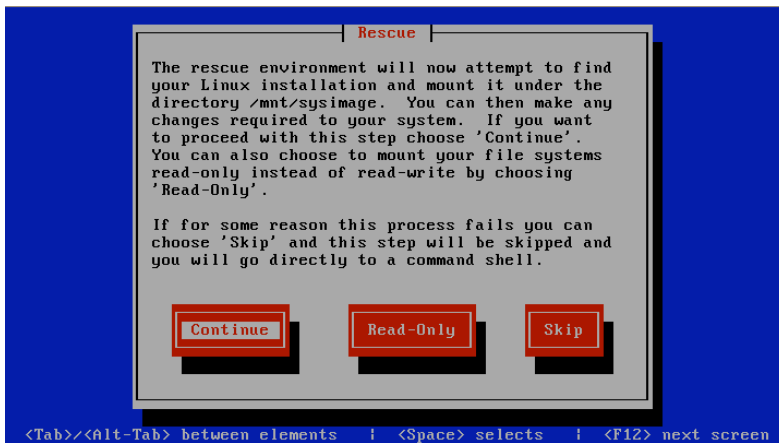 Rescue
The rescue environment will now attempt to find
your Linux installation and mount it under the
directory /mnt/sysimage.  You can then make any
changes required to your system.  If you want
to proceed with this step choose 'Continue'.
You can also choose to mount your file systems
read-only instead of read-write by choosing
'Read-Only'.
If for some reason this process fails you can
choose 'Skip' and this step will be skipped and
you will go directly to a command shell.
Continue Read-Only Skip
<Tab>/<Alt-Tab> between elements | <Space> selects | <F12> next screen